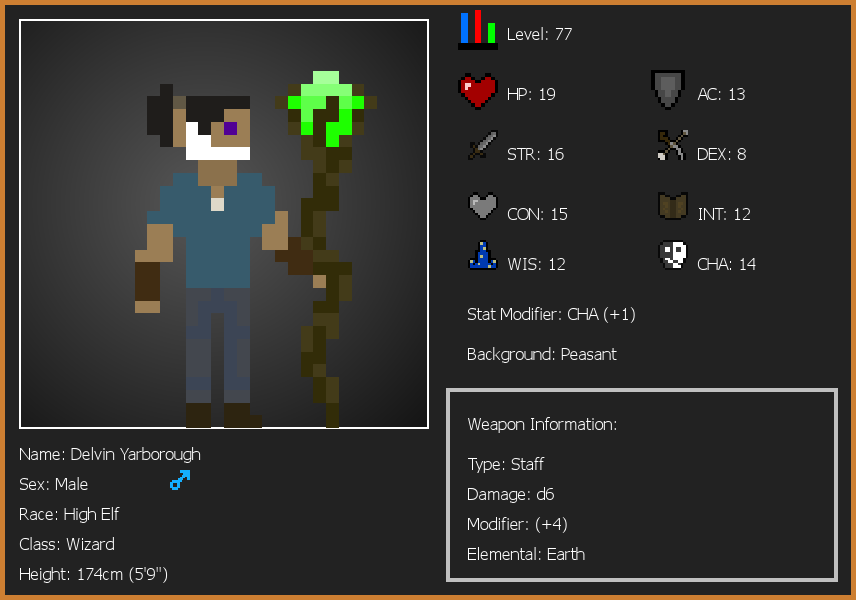 Level: 77
HP: 19
AC: 13
STR: 16
DEX: 8
CON: 15
INT: 12
WIS: 12
CHA: 14
Stat Modifier: CHA (+1)
Background: Peasant
Weapon Information:
Type: Staff
Damage: d6
Modifier: (+4)
Elemental: Earth
Name: Delvin Yarborough
Sex: Male
Race: High Elf
Class: Wizard
Height: 174cm (5'9")